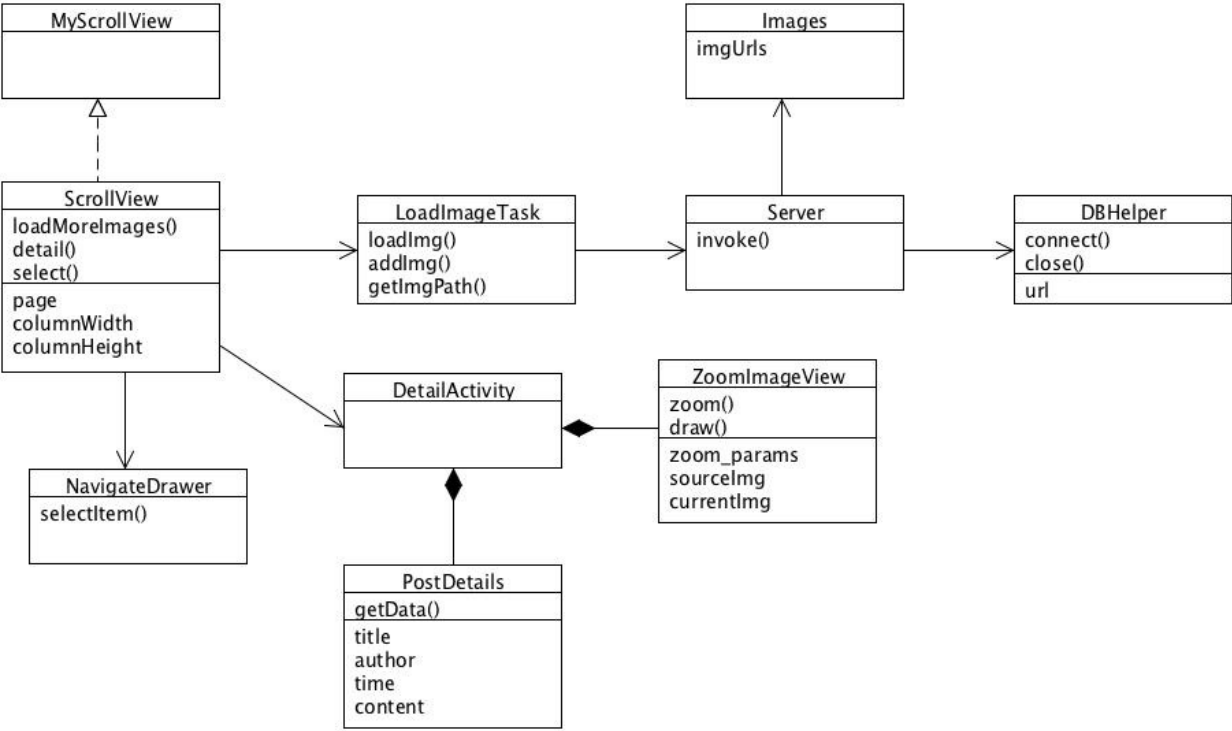 MyScrollView
Images
imgUrls
ScrollView
loadMoreImages()
detail()
select()
page
columnWidth
columnHeight
LoadImageTask
loadImg()
addImg()
getImgPath()
Server
invoke()
DBHelper
connect()
close()
url
DetailActivity
ZoomImageView
zoom()
draw()
zoom_params
sourceImg
currentImg
NavigateDrawer
selectItem()
PostDetails
getData()
title
author
time
content